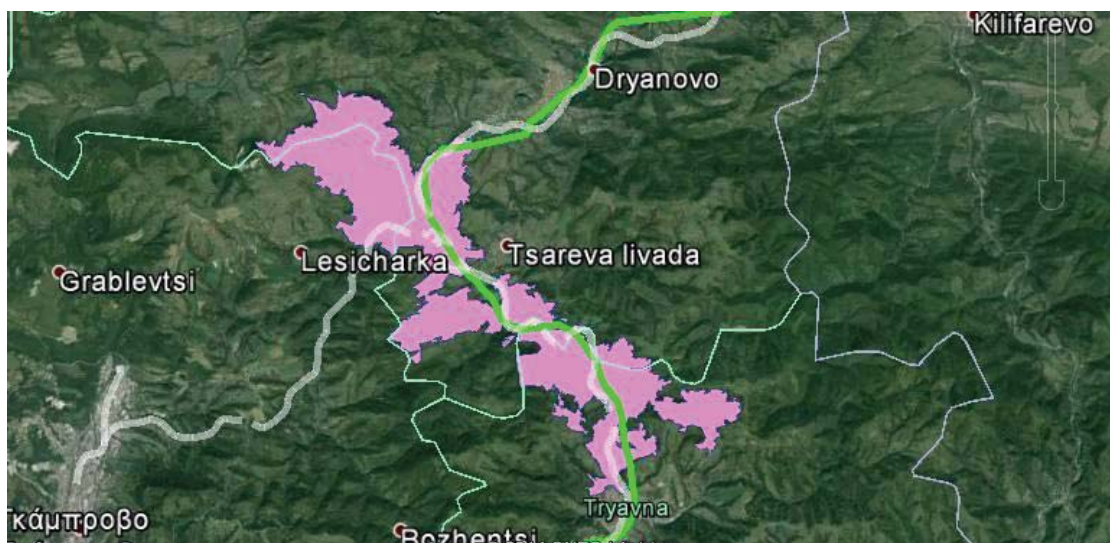 Kilifarevo
Dryanovo
Tsareva livada
Lesicharka
Grablevtsi
Tryavna
Γκάμπροβο
Bozhentsi